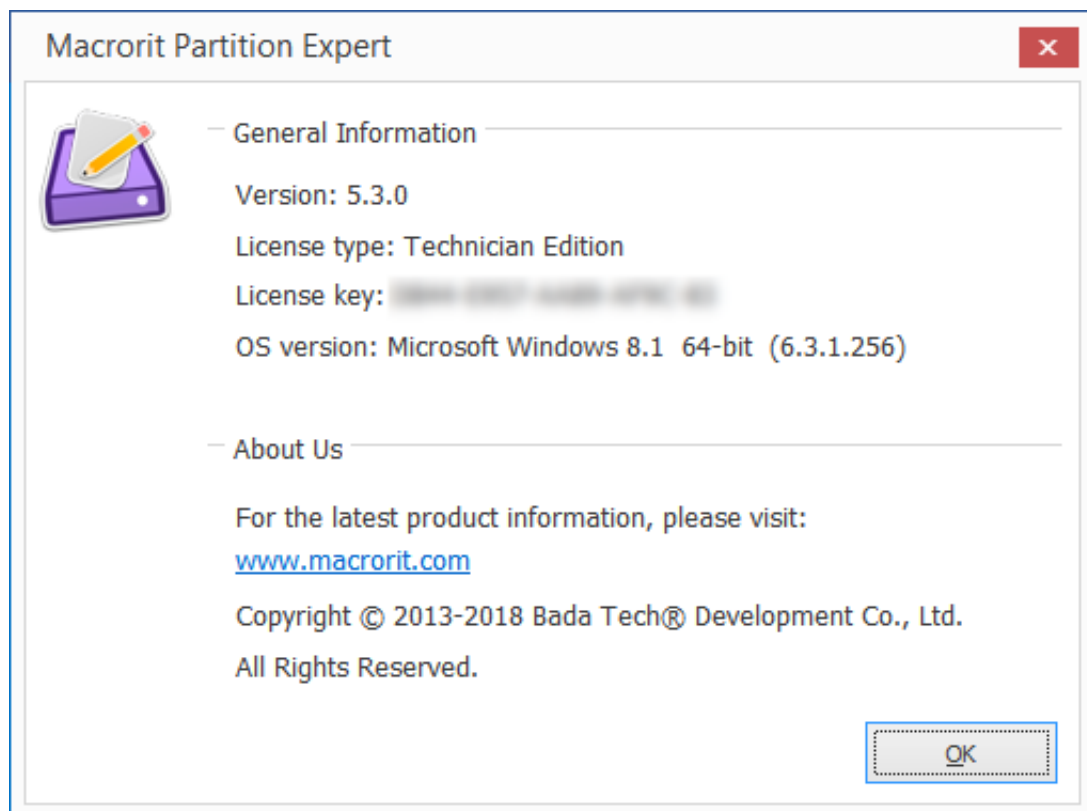 Macrorit Partition Expert
General Information
Version: 5.3.0
License type: Technician Edition
License key:
OS version: Microsoft Windows 8.1  64-bit  (6.3.1.256)
About Us
For the latest product information, please visit:
www.macrorit.com
Copyright © 2013-2018 Bada Tech® Development Co., Ltd.
All Rights Reserved.
OK